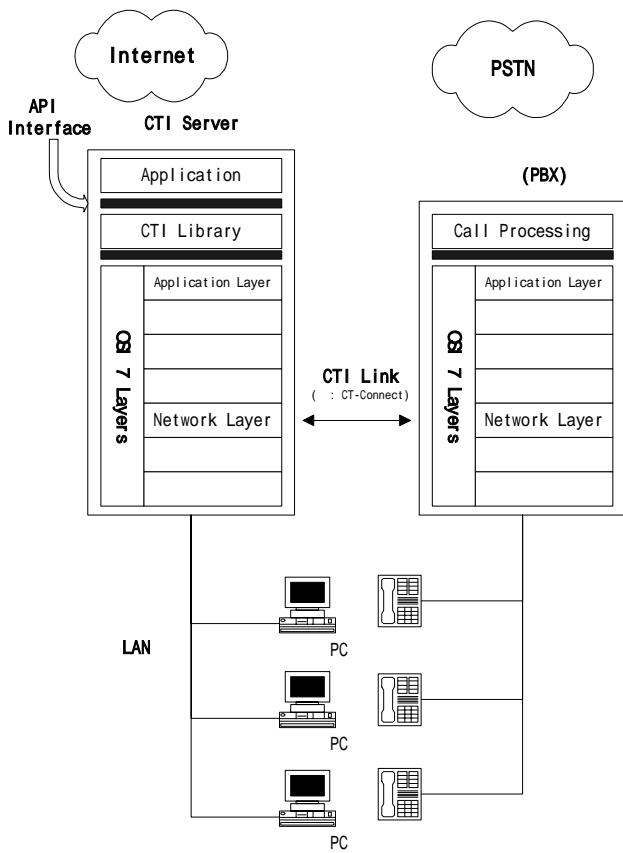 Internet
PSTN
API
Interface
CTI Server
(PBX)
Application
CTI Library
Call Processing
Application Layer
Application Layer
OSI 7 Layers
OSI 7 Layers
Network Layer
Network Layer
CTI Link
( : CT-Connect)
LAN
PC
PC
PC